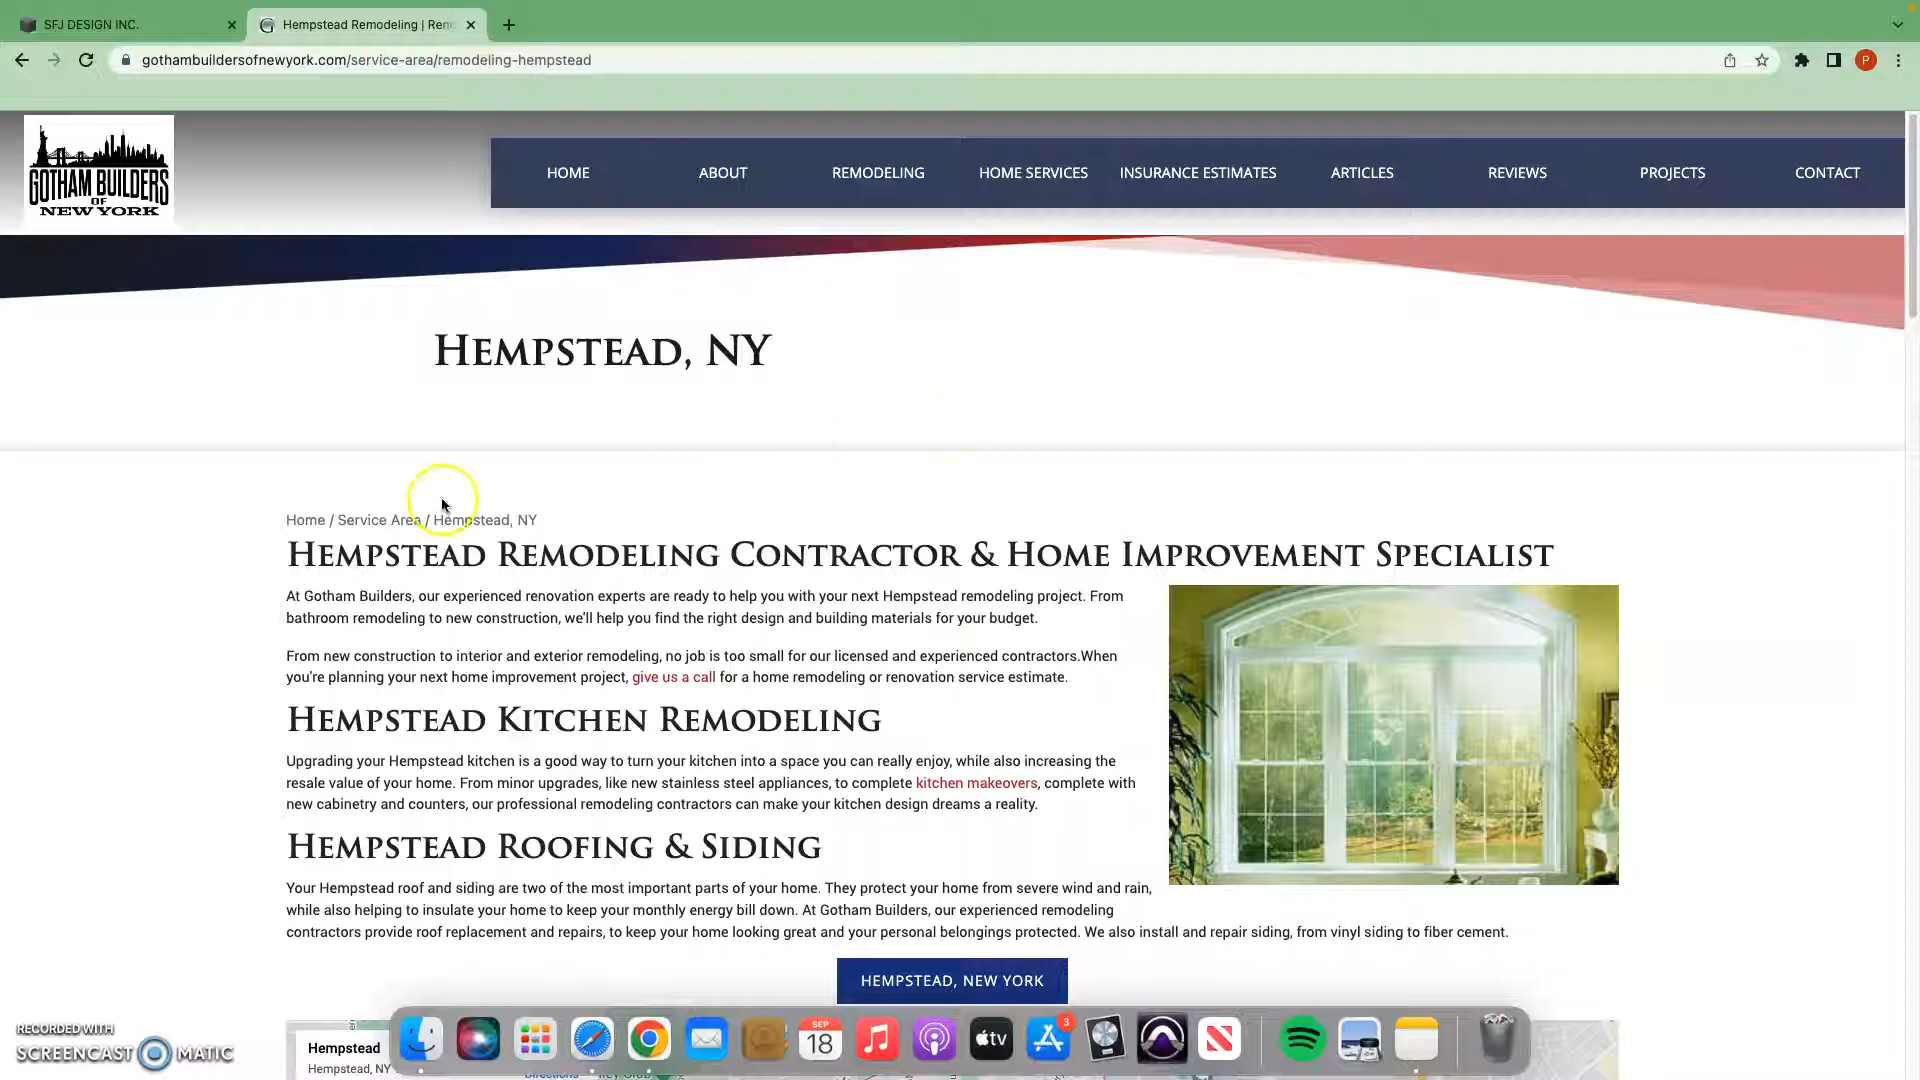 SFJ DESIGN INC.
Hempstead Remodeling | Ren
gothambuildersofnewyork.com/service-area/remodeling-hempstead
P
GOTHAM BUILDERS
OF
NEW YORK
HOME
ABOUT
REMODELING
HOME SERVICES
INSURANCE ESTIMATES
ARTICLES
REVIEWS
PROJECTS
CONTACT
Hempstead, NY
Home / Service Area / Hempstead, NY
Hempstead Remodeling Contractor & Home Improvement Specialist
At Gotham Builders, our experienced renovation experts are ready to help you with your next Hempstead remodeling project. From
bathroom remodeling to new construction, we'll help you find the right design and building materials for your budget.
From new construction to interior and exterior remodeling, no job is too small for our licensed and experienced contractors.When
you're planning your next home improvement project, give us a call for a home remodeling or renovation service estimate.
Hempstead Kitchen Remodeling
Upgrading your Hempstead kitchen is a good way to turn your kitchen into a space you can really enjoy, while also increasing the
resale value of your home. From minor upgrades, like new stainless steel appliances, to complete kitchen makeovers, complete with
new cabinetry and counters, our professional remodeling contractors can make your kitchen design dreams a reality.
Hempstead Roofing & Siding
Your Hempstead roof and siding are two of the most important parts of your home. They protect your home from severe wind and rain,
while also helping to insulate your home to keep your monthly energy bill down. At Gotham Builders, our experienced remodeling
contractors provide roof replacement and repairs, to keep your home looking great and your personal belongings protected. We also install and repair siding, from vinyl siding to fiber cement.
HEMPSTEAD, NEW YORK
Hempstead
Hempstead, NY
Directions
SEP
18
tv
3
RECORDED WITH
SCREENCAST MATIC